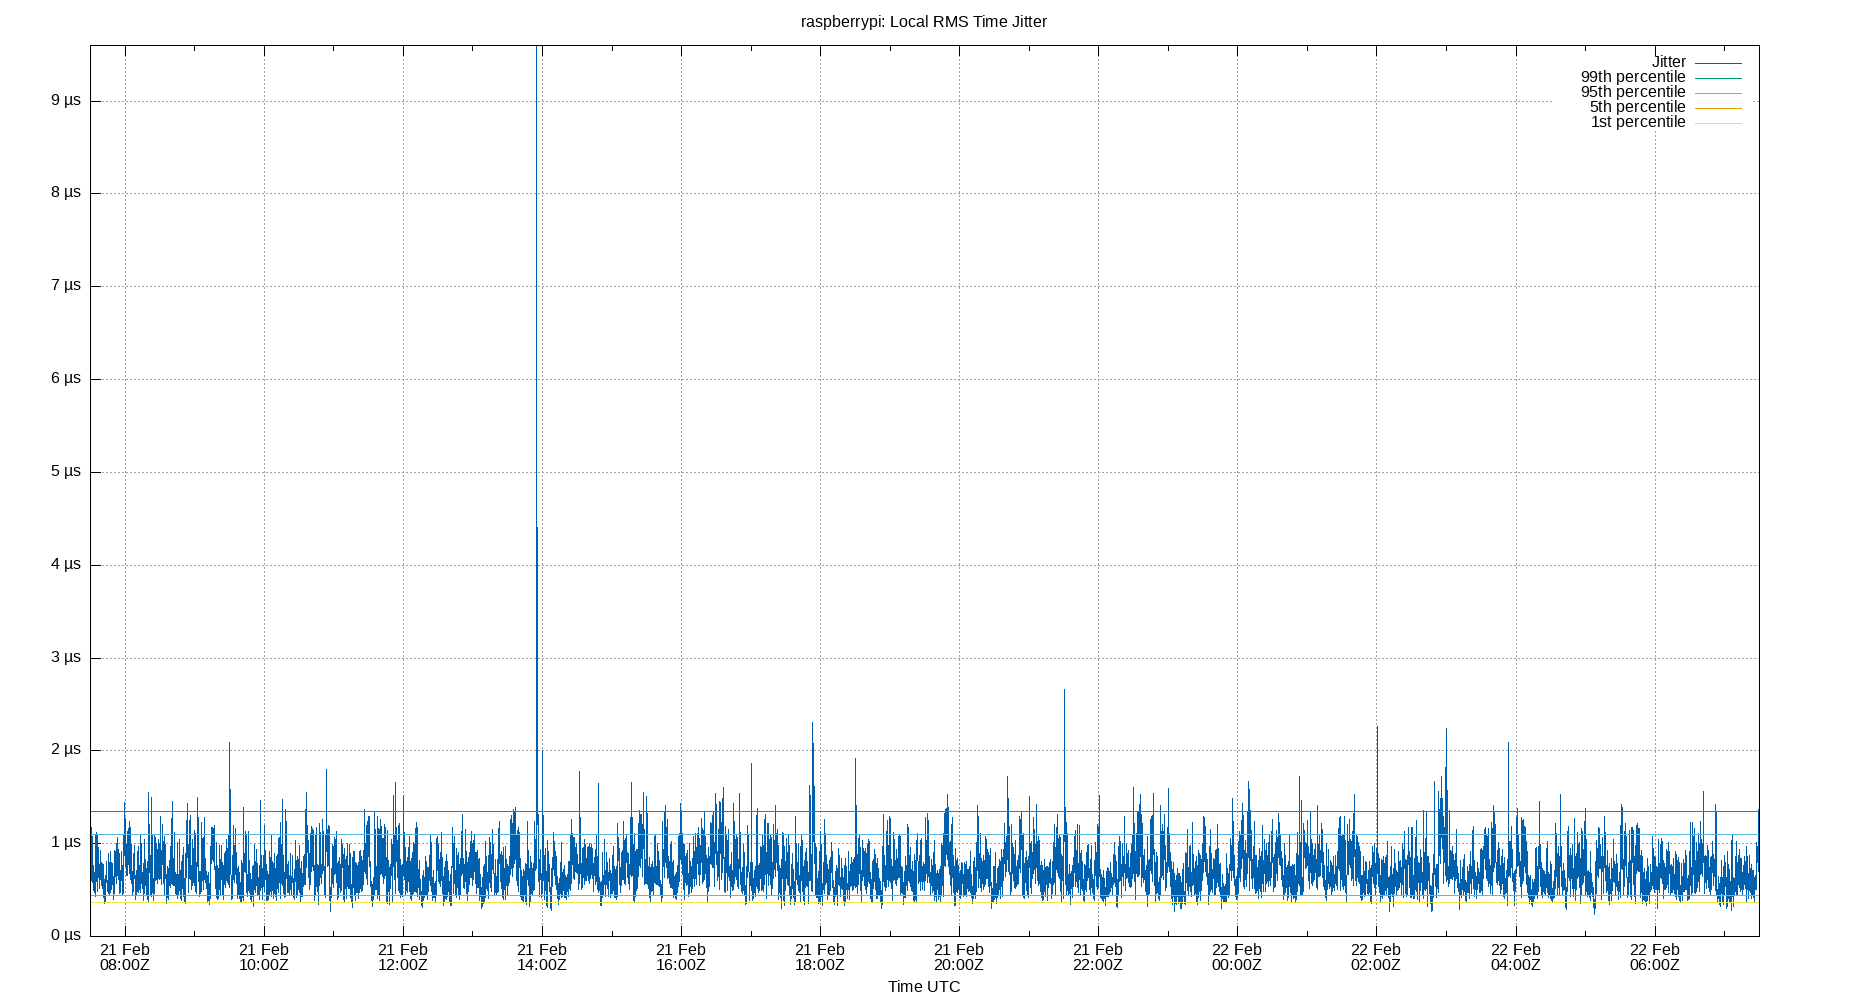 raspberrypi: Local RMS Time Jitter
Jitter
99th percentile
95th percentile
5th percentile
1st percentile
9 µs
8 µs
7 µs
6 µs
5 µs
4 µs
3 µs
2 µs
1 µs
0 µs
21 Feb 21 Feb 21 Feb 21 Feb 21 Feb 21 Feb 21 Feb 21 Feb 22 Feb 22 Feb 22 Feb 22 Feb
08:00Z 10:00Z 12:00Z 14:00Z 16:00Z 18:00Z 20:00Z 22:00Z 00:00Z 02:00Z 04:00Z 06:00Z
Time UTC